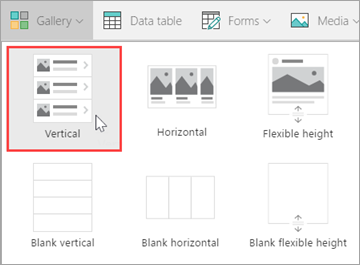 Gallery Data table Forms Media
Vertical Horizontal Flexible height
Blank vertical Blank horizontal Blank flexible height